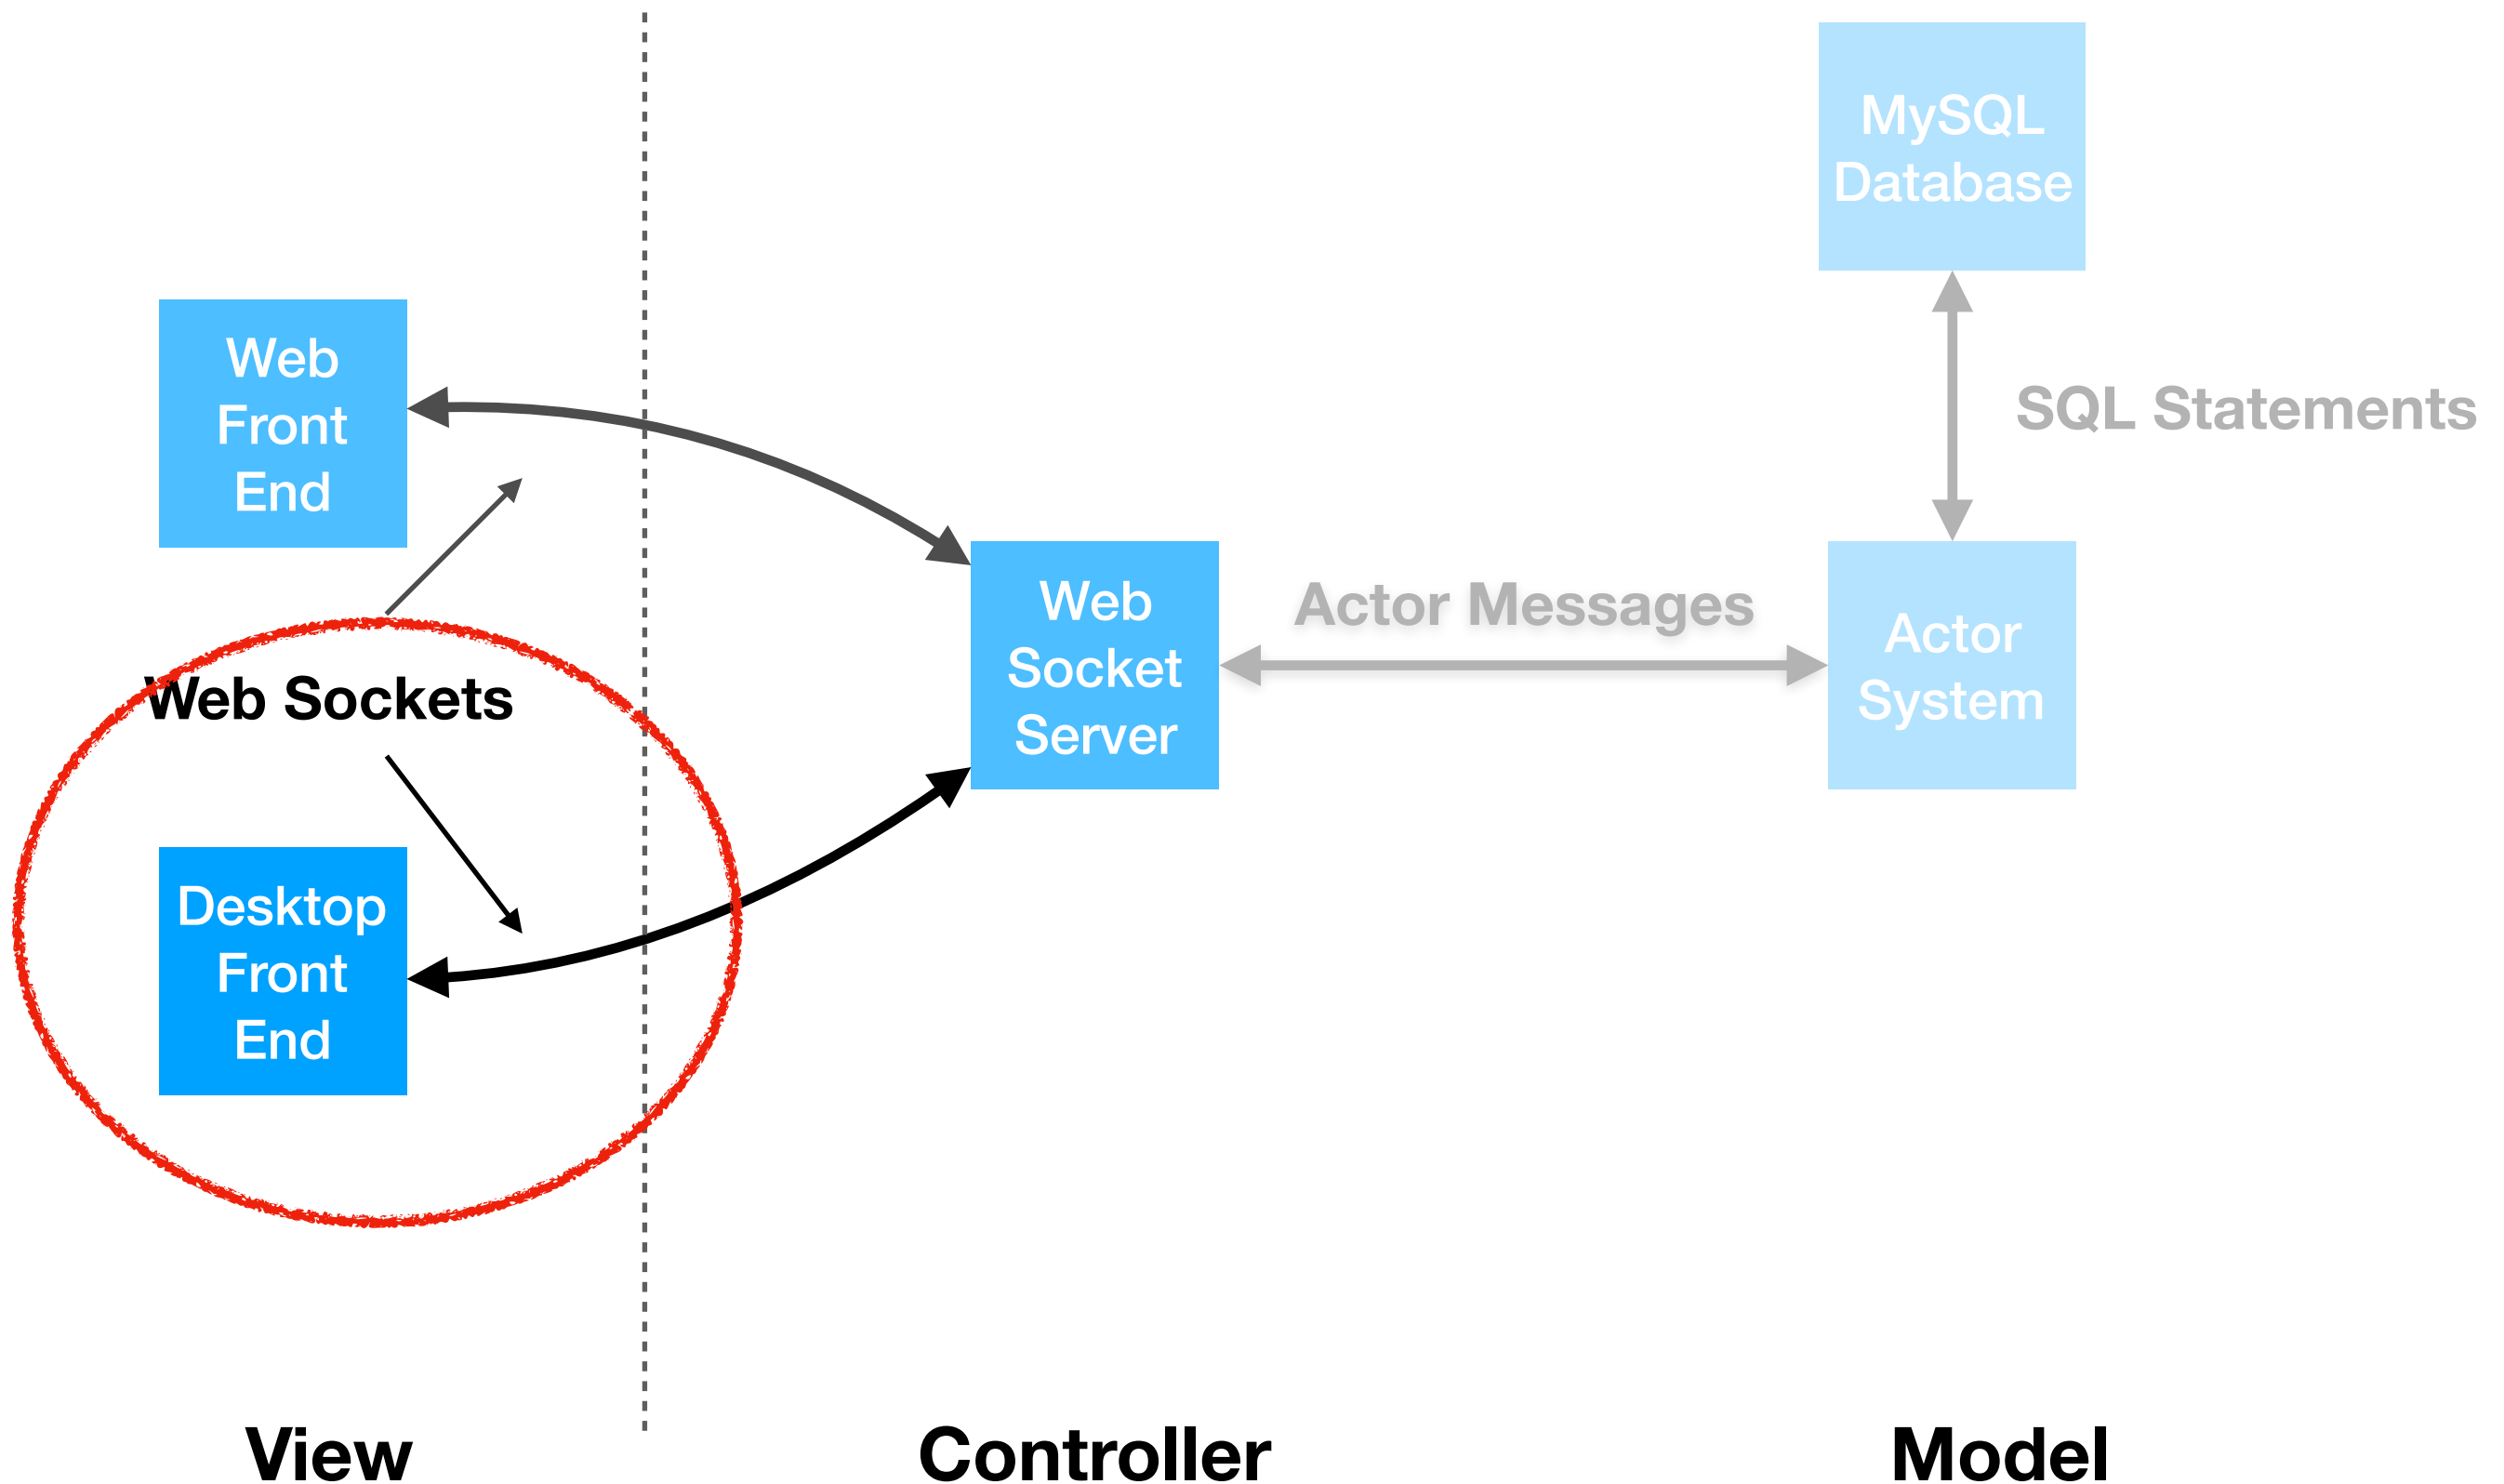 MySQL
Database
Web
Front
End
SQL Statements
Web
Socket
Server
Actor Messages
Actor
System
Web Sockets
Desktop
Front
End
View
Controller
Model